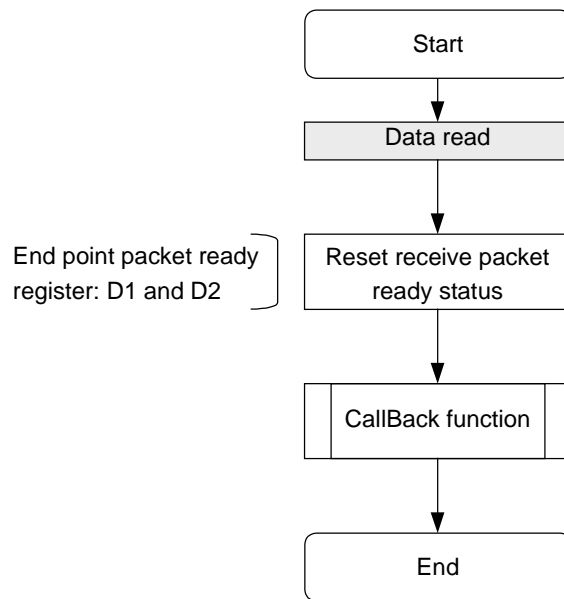 Start
Data read
End point packet ready
register: D1 and D2
Reset receive packet
ready status
CallBack function
End